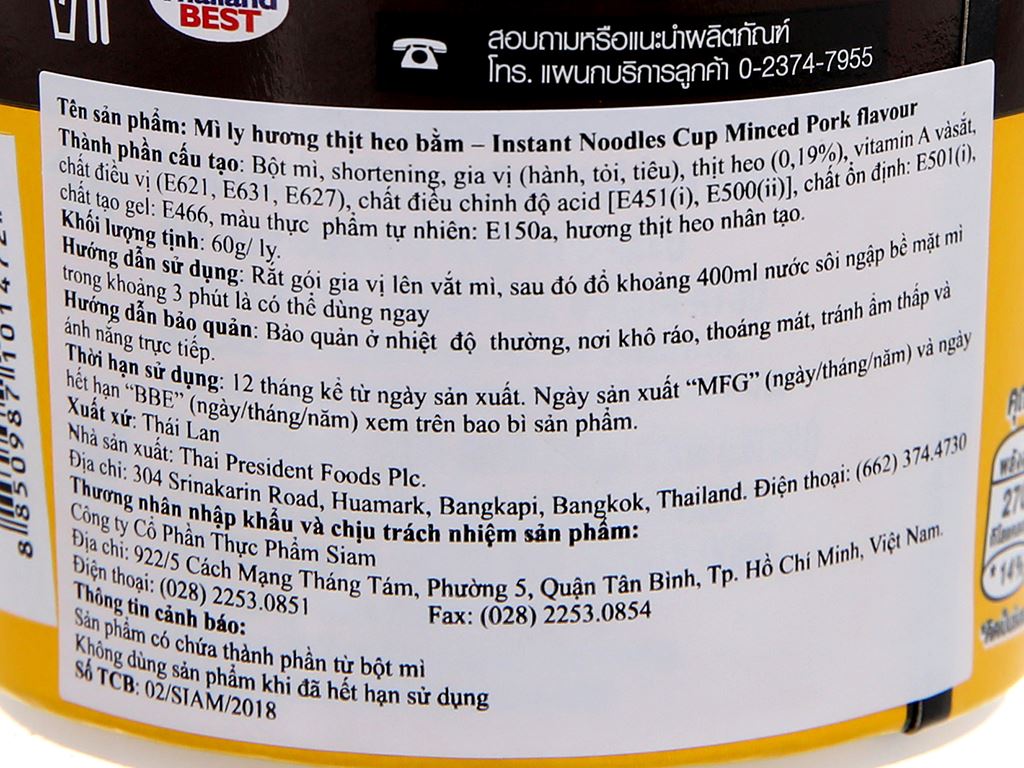 BEST
สอบถามหรือแนะนำผลิตภัณฑ์
โทร. แผนกบริการลูกค้า 0-2374-7955
Tên sản phẩm: Mì ly hương thịt heo bằm – Instant Noodles Cup Minced Pork flavour
Thành phần cấu tạo: Bột mì, shortening, gia vị (hành, tỏi, tiêu), thịt heo (0,19%), vitamin A vàsắt,
chất điều vị (E621, E631, E627), chất điều chỉnh độ acid [E451(i), E500(ii)], chất ổn định: E501(i),
chất tạo gel: E466, màu thực phẩm tự nhiên: E150a, hương thịt heo nhân tạo.
Khối lượng tịnh: 60g/ ly.
Hướng dẫn sử dụng: Rắt gói gia vị lên vắt mì, sau đó đổ khoảng 400ml nước sôi ngập bề mặt mì
trong khoảng 3 phút là có thể dùng ngay
Hướng dẫn bảo quản: Bảo quản ở nhiệt độ thường, nơi khô ráo, thoáng mát, tránh ẩm thấp và
ánh nắng trực tiếp.
Thời hạn sử dụng: 12 tháng kể từ ngày sản xuất. Ngày sản xuất “MFG” (ngày/tháng/năm) và ngày
hết hạn “BBE” (ngày/tháng/năm) xem trên bao bì sản phẩm.
Xuất xứ: Thái Lan
Nhà sản xuất: Thai President Foods Plc.
Địa chỉ: 304 Srinakarin Road, Huamark, Bangkapi, Bangkok, Thailand. Điện thoại: (662) 374.4730
Thương nhân nhập khẩu và chịu trách nhiệm sản phẩm:
Công ty Cổ Phần Thực Phẩm Siam
Địa chỉ: 922/5 Cách Mạng Tháng Tám, Phường 5, Quận Tân Bình, Tp. Hồ Chí Minh, Việt Nam.
Điện thoại: (028) 2253.0851 Fax: (028) 2253.0854
Thông tin cảnh báo:
Sản phẩm có chứa thành phần từ bột mì
Không dùng sản phẩm khi đã hết hạn sử dụng
Số TCB: 02/SIAM/2018